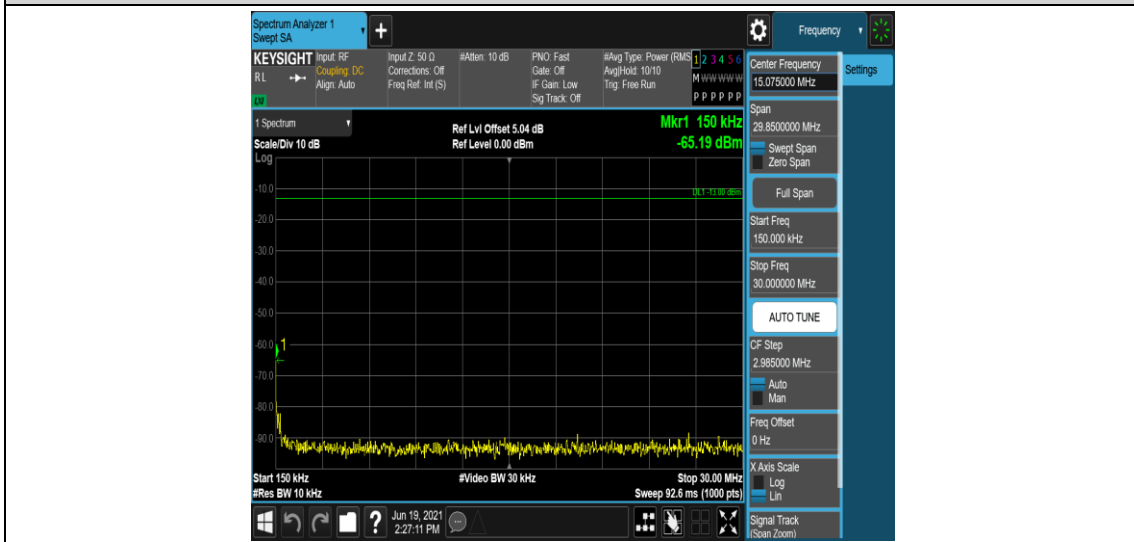 Spectrum Analyzer 1
Swept SA
+
Frequency
KEYSIGHT
RL
LXI
Input: RF
Coupling: DC
Align: Auto
Input Z: 50 Ω
Corrections: Off
Freq Ref: Int (S)
#Atten: 10 dB
PNO: Fast
Gate: Off
IF Gain: Low
Sig Track: Off
#Avg Type: Power (RMS
Avg|Hold: 10/10
Trig: Free Run
1 2 3 4 5 6
M W W W W W
P P P P P P
1 Spectrum
Scale/Div 10 dB
Log
Ref Lvl Offset 5.04 dB
Ref Level 0.00 dBm
Mkr1 150 kHz
-65.19 dBm
DL1 -13.00 dBm
-10.0
-20.0
-30.0
-40.0
-50.0
-60.0
1
-70.0
-80.0
-90.0
Start 150 kHz
#Video BW 30 kHz
Stop 30.00 MHz
#Res BW 10 kHz
Sweep 92.6 ms (1000 pts)
Center Frequency
15.075000 MHz
Settings
Span
29.8500000 MHz
Swept Span
Zero Span
Full Span
Start Freq
150.000 kHz
Stop Freq
30.000000 MHz
AUTO TUNE
CF Step
2.985000 MHz
Auto
Man
Freq Offset
0 Hz
X Axis Scale
Log
Lin
Signal Track
(Span Zoom)
?
Jun 19, 2021
2:27:11 PM